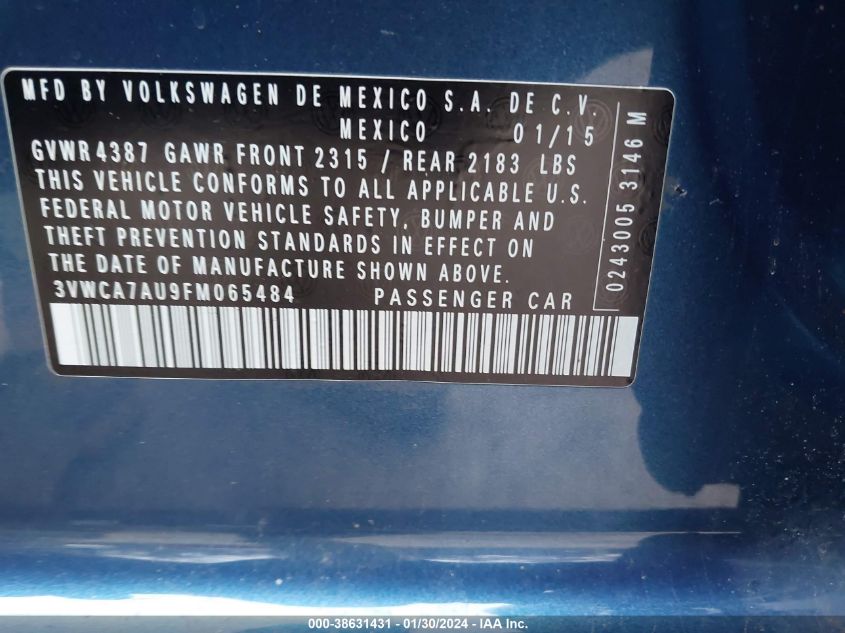 MFD BY VOLKSWAGEN DE MEXICO S.A. DE C.V.
MEXICO 01/15
GVWR 4387 GAWR FRONT 2315 / REAR 2183 LBS
THIS VEHICLE CONFORMS TO ALL APPLICABLE U.S.
FEDERAL MOTOR VEHICLE SAFETY, BUMPER AND
THEFT PREVENTION STANDARDS IN EFFECT ON
THE DATE OF MANUFACTURE SHOWN ABOVE.
3VWCA7AU9FM065484 PASSENGER CAR
0243005 3146 M
000-38631431 - 01/30/2024 - IAA Inc.